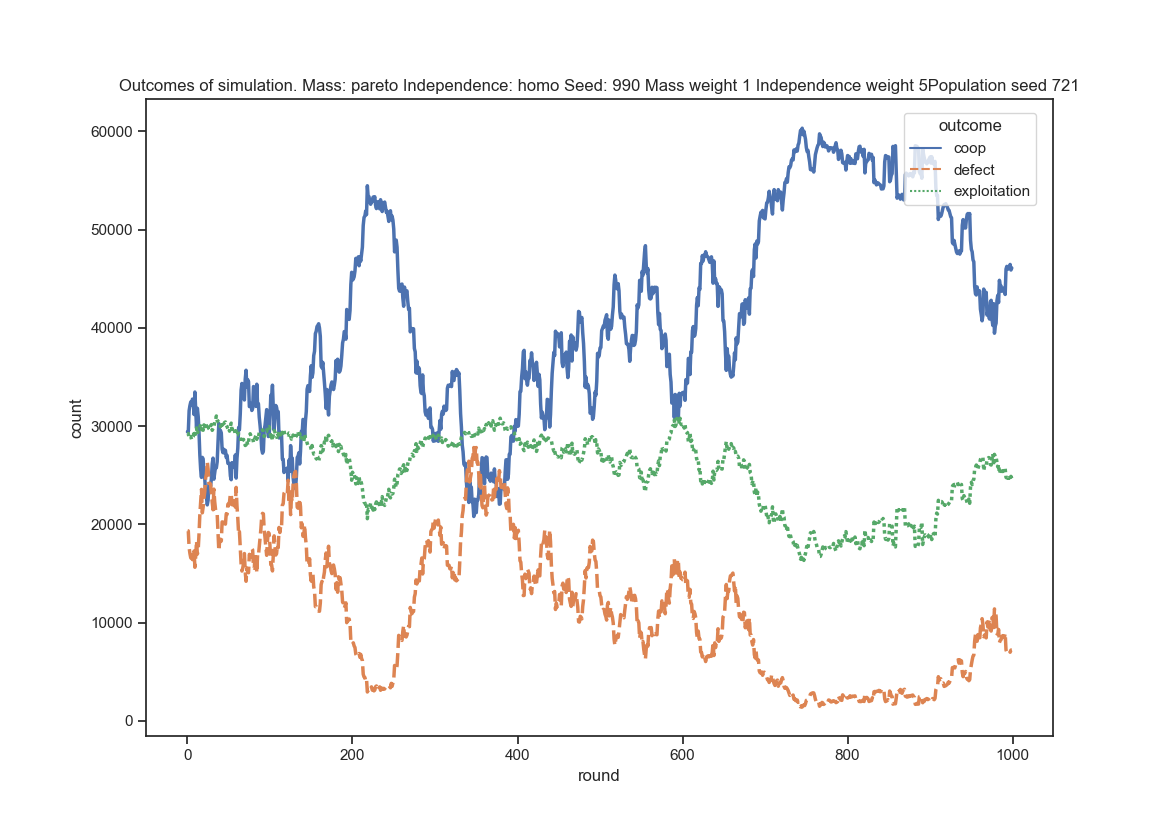 Outcomes of simulation. Mass: pareto Independence: homo Seed: 990 Mass weight 1 Independence weight 5Population seed 721
outcome
coop
defect
exploitation
60000
50000
40000
30000
20000
10000
0
count
0 200 400 600 800 1000
round